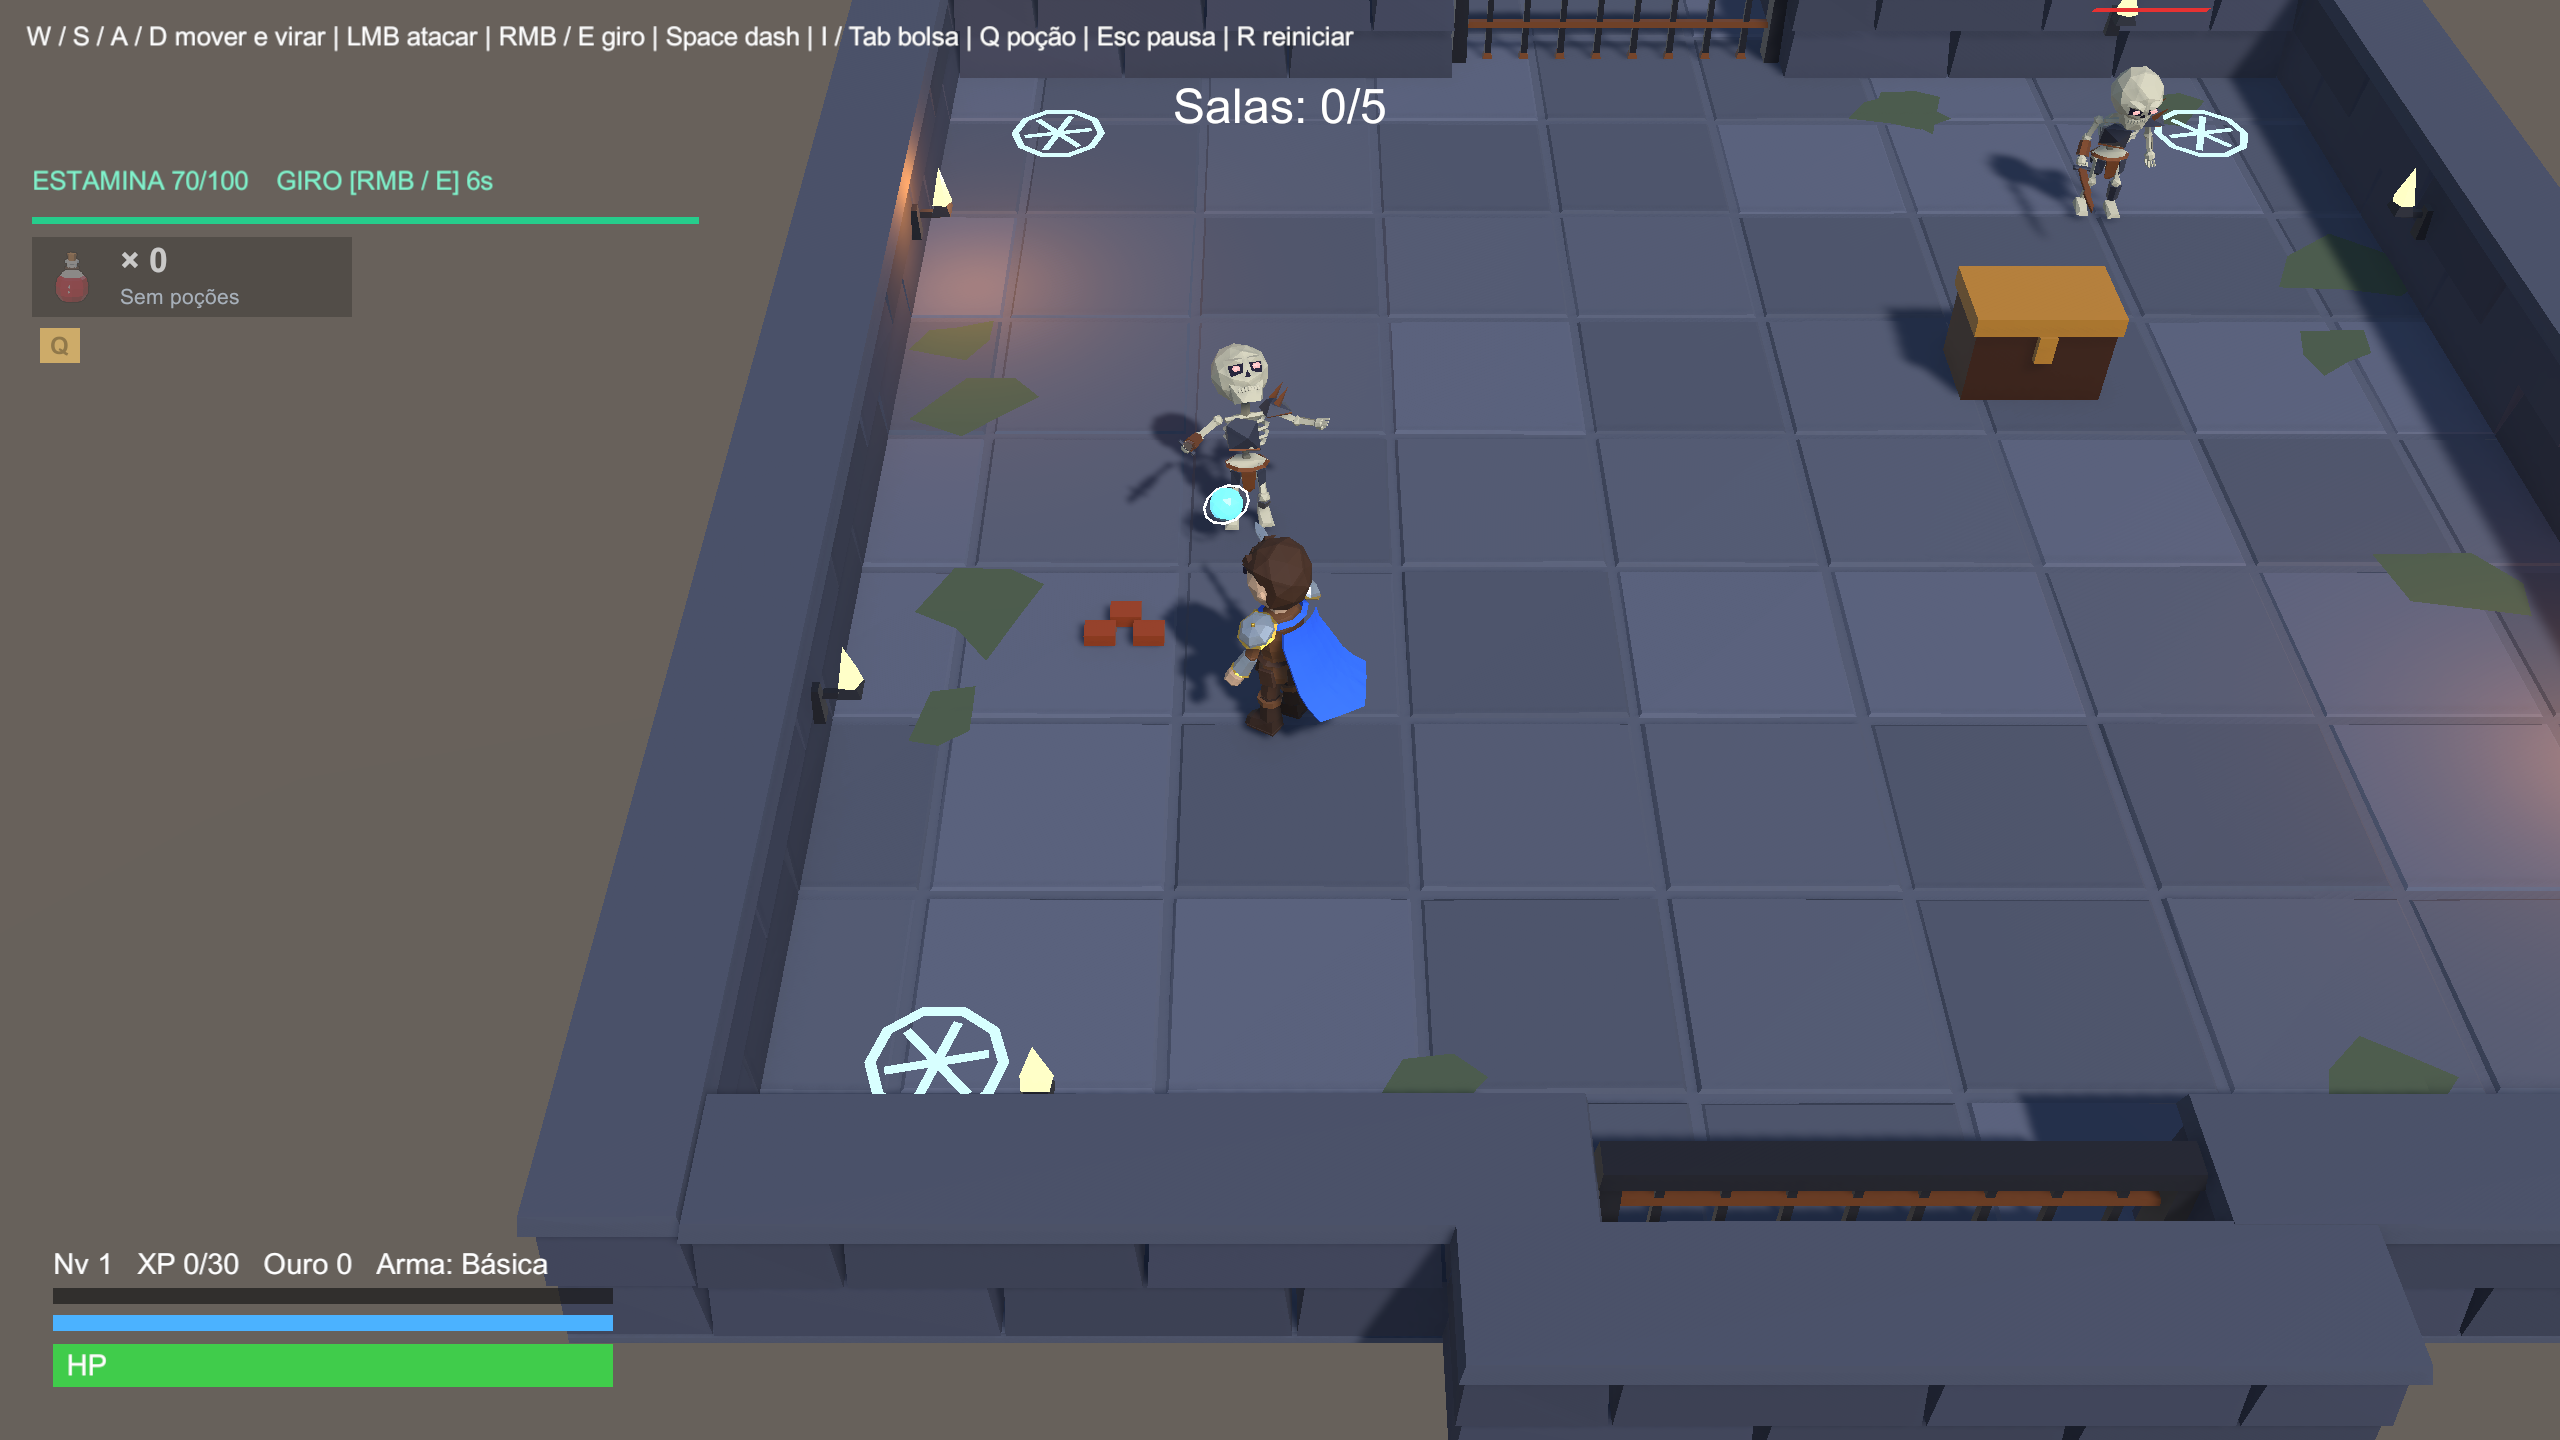 W / S / A / D mover e virar | LMB atacar | RMB / E giro | Space dash | I / Tab bolsa | Q poção | Esc pausa | R reiniciar
Salas: 0/5
ESTAMINA 70/100 GIRO [RMB / E] 6s
× 0
Sem poções
Q
Nv 1 XP 0/30 Ouro 0 Arma: Básica
HP